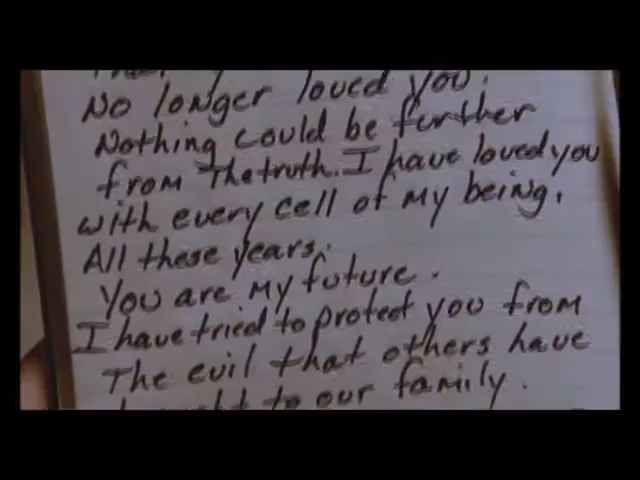 No longer loved you.
Nothing could be further
from The truth. I have loved you
with every cell of my being.
All these years.
You are my future.
I have tried to protect you from
The evil that others have
to our family.